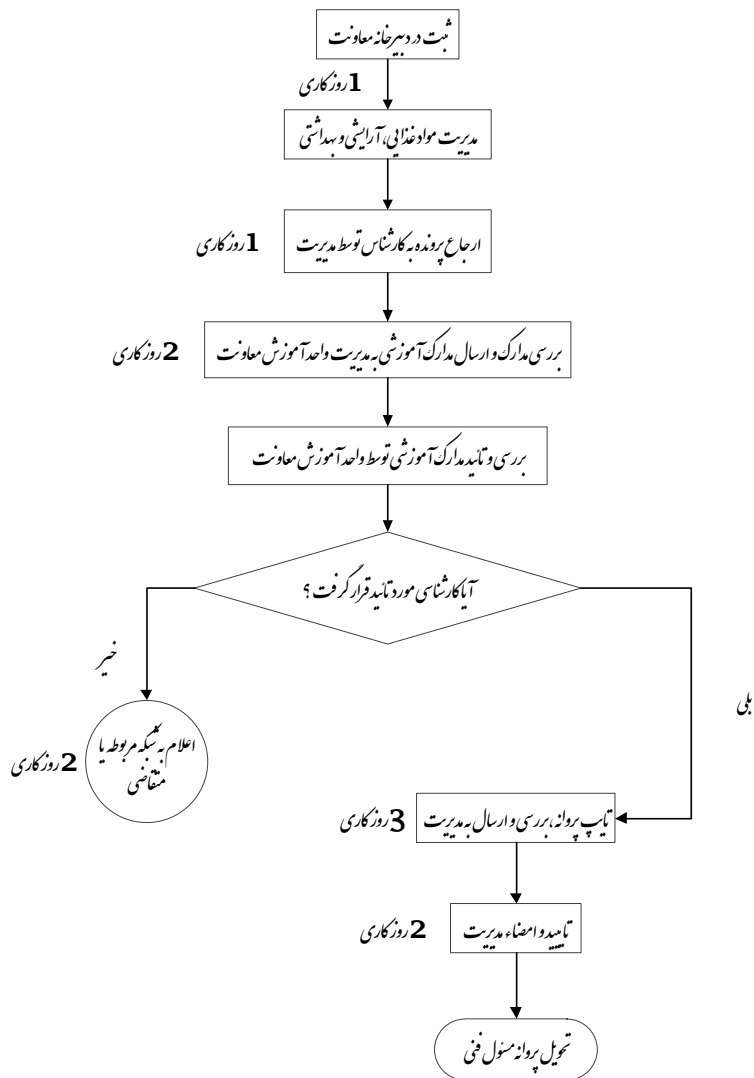 ثبت در دبیرخانه معاونت
1 روز کاری
مدیریت مواد غذایی، آرایشی و بهداشتی
ارجاع پرونده به کارشناس توسط مدیریت
1 روز کاری
بررسی مدارک و ارسال مدارک آموزشی به مدیریت واحد آموزش معاونت
2 روز کاری
بررسی و تائید مدارک آموزشی توسط واحد آموزش معاونت
آیا کارشناسی مورد تائید قرار گرفت ؟
خیر
بلی
اعلام به شبکه مربوطه یا
متقاضی
2 روز کاری
تایپ پروانه، بررسی و ارسال به مدیریت
3 روز کاری
تایید و امضاء مدیریت
2 روز کاری
تحویل پروانه مسئول فنی